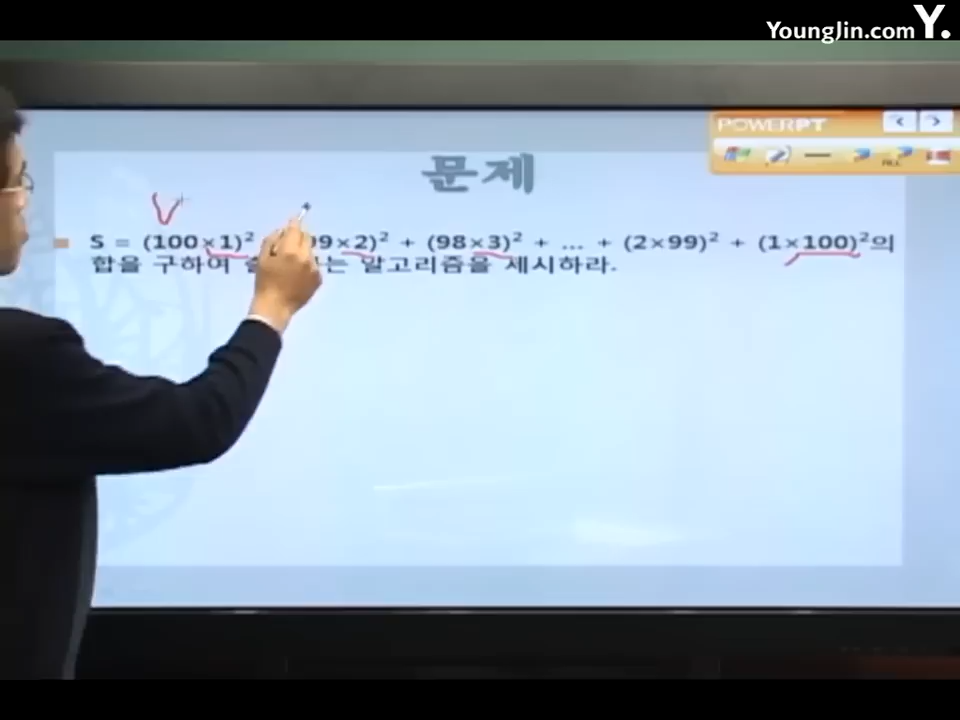 YoungJin.com Y.
POWERPT
문제
S = (100×1)² 99×2)² + (98×3)² + ... + (2×99)² + (1×100)²의
합을 구하여 는 알고리즘을 제시하라.
V